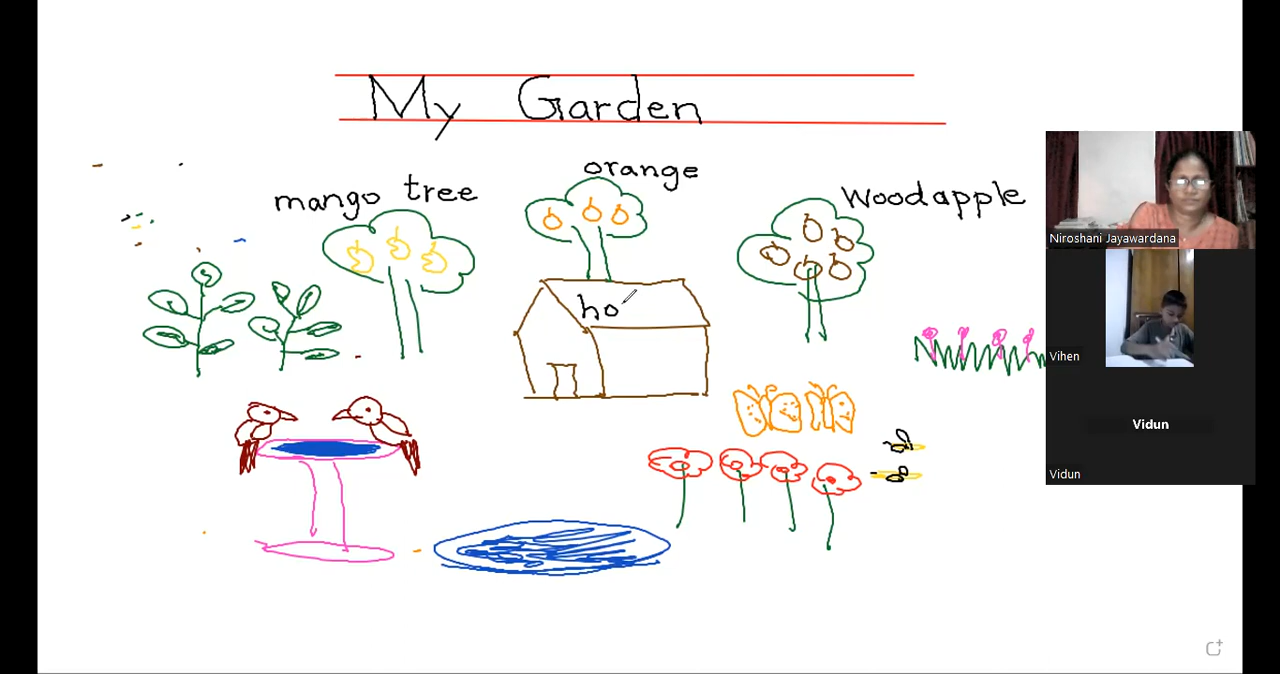 My Garden
orange
mango tree
woodapple
ho
Niroshani Jayawardana
Vihen
Vidun
Vidun